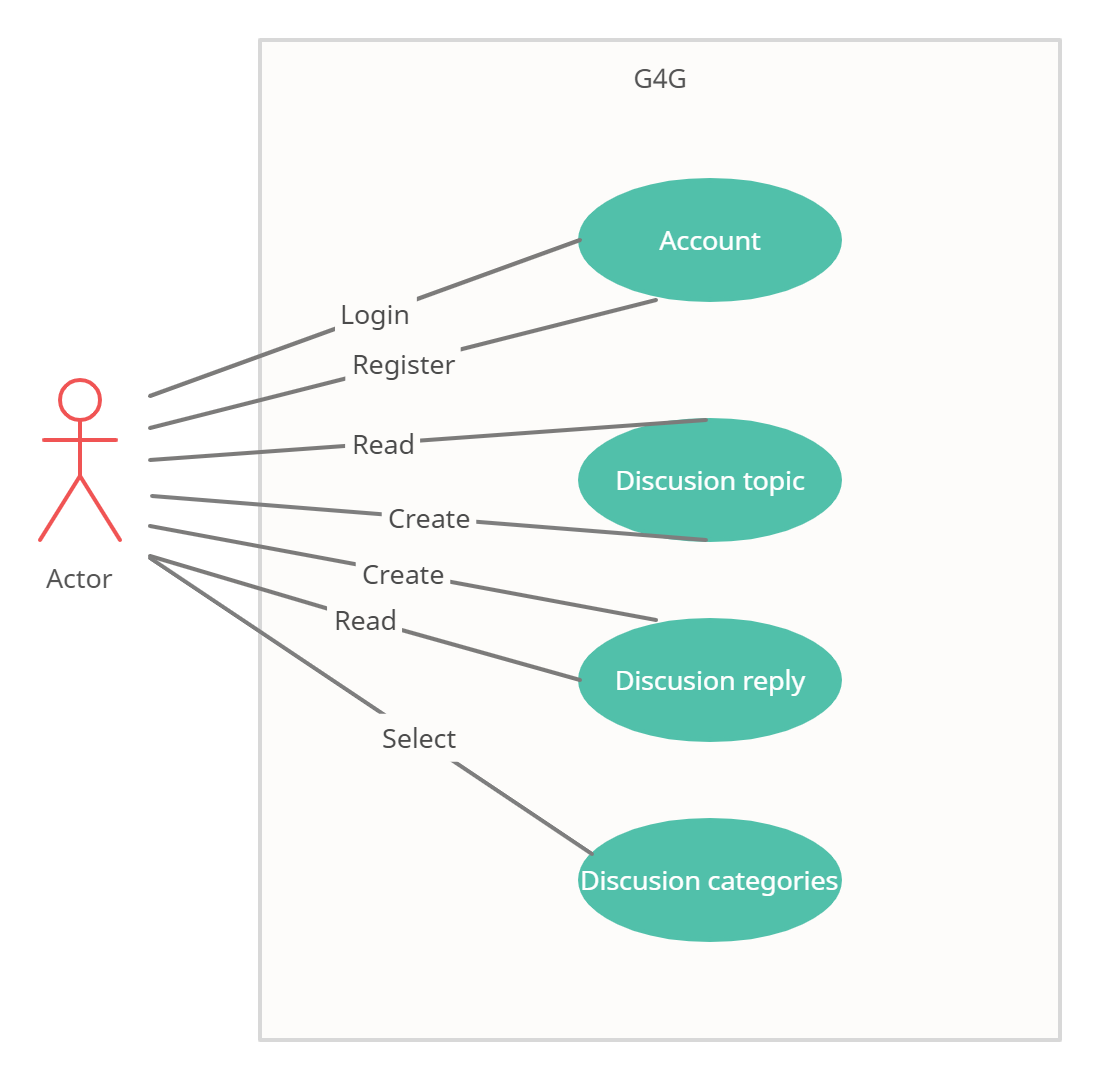 G4G
Account
Login
Register
Read
Discusion topic
Create
Create
Actor
Read
Discusion reply
Select
Discusion categories